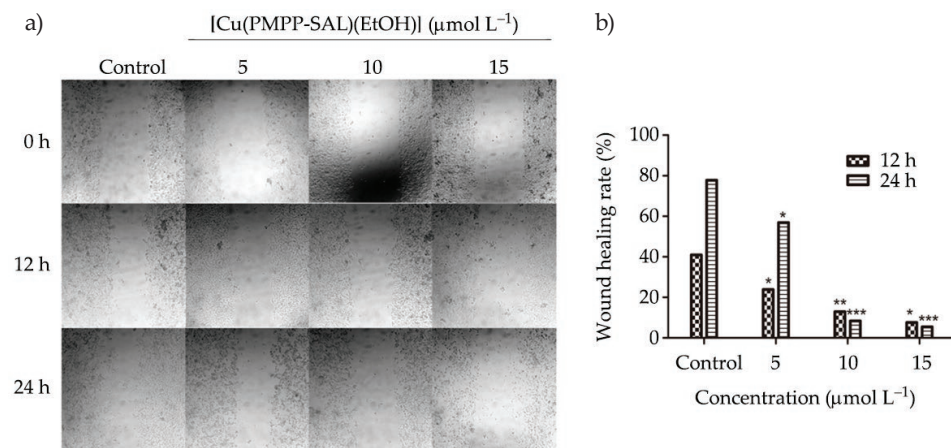 a)
[Cu(PMPP-SAL)(EtOH)] (μmol L⁻¹)
Control 5 10 15
0 h
12 h
24 h
b)
Wound healing rate (%)
100
80
60
40
20
0
12 h
24 h
* * ** *** * ***
Control 5 10 15
Concentration (μmol L⁻¹)